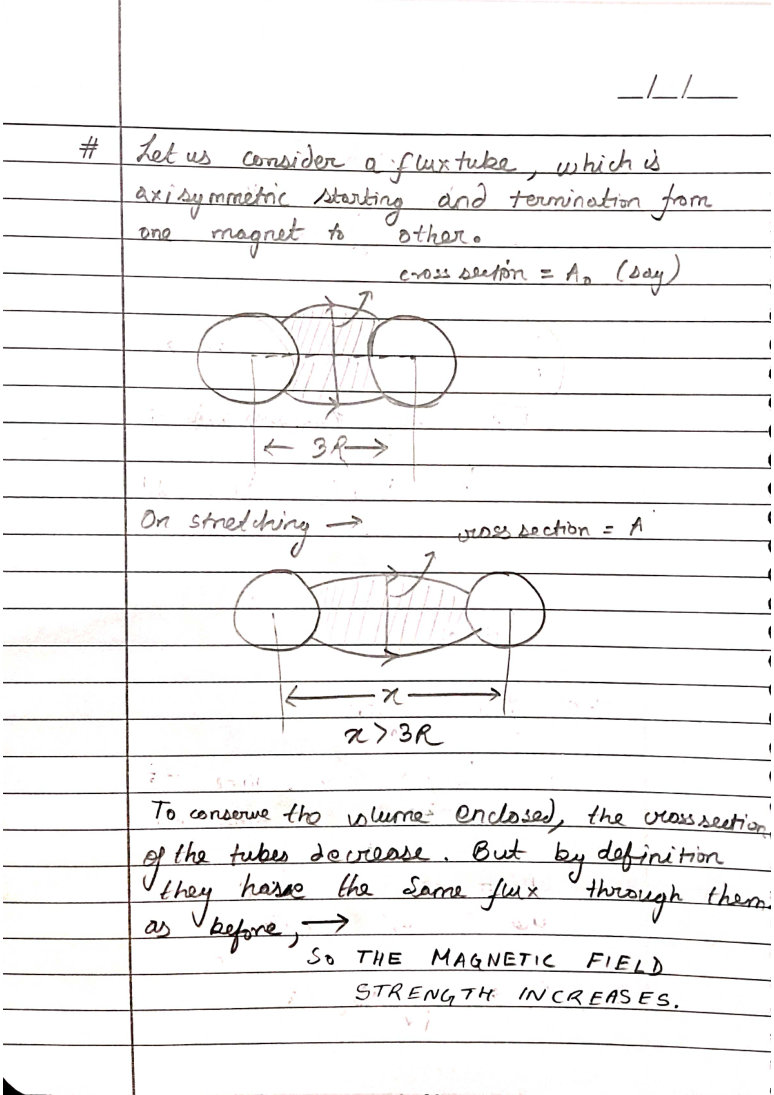 _/_/_
# Let us consider a fluxtube, which is
axisymmetric starting and termination from
one magnet to other.
cross section = A₀ (say)
← 3R →
On stretching →
cross section = A
← x →
x > 3R
To conserve the volume enclosed, the cross section
of the tubes decrease. But by definition
they have the same flux through them
as before, →
SO THE MAGNETIC FIELD
STRENGTH INCREASES.